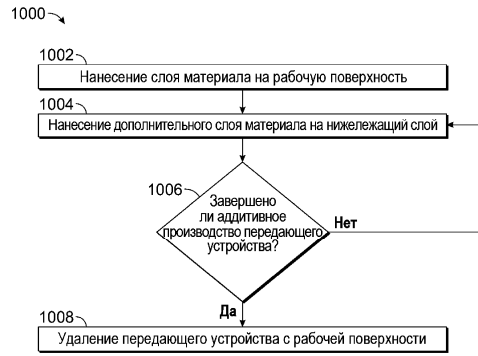 1000
1002
Нанесение слоя материала на рабочую поверхность
1004
Нанесение дополнительного слоя материала на нижележащий слой
1006
Завершено
ли аддитивное
производство передающего
устройства?
Нет
Да
1008
Удаление передающего устройства с рабочей поверхности